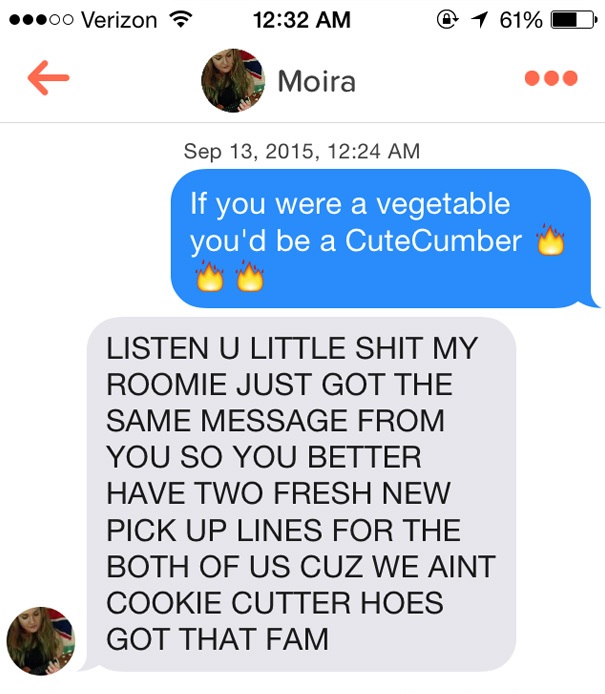 Verizon 12:32 AM 61%
Moira
Sep 13, 2015, 12:24 AM
If you were a vegetable
you'd be a CuteCumber 🔥
🔥 🔥
LISTEN U LITTLE SHIT MY
ROOMIE JUST GOT THE
SAME MESSAGE FROM
YOU SO YOU BETTER
HAVE TWO FRESH NEW
PICK UP LINES FOR THE
BOTH OF US CUZ WE AINT
COOKIE CUTTER HOES
GOT THAT FAM